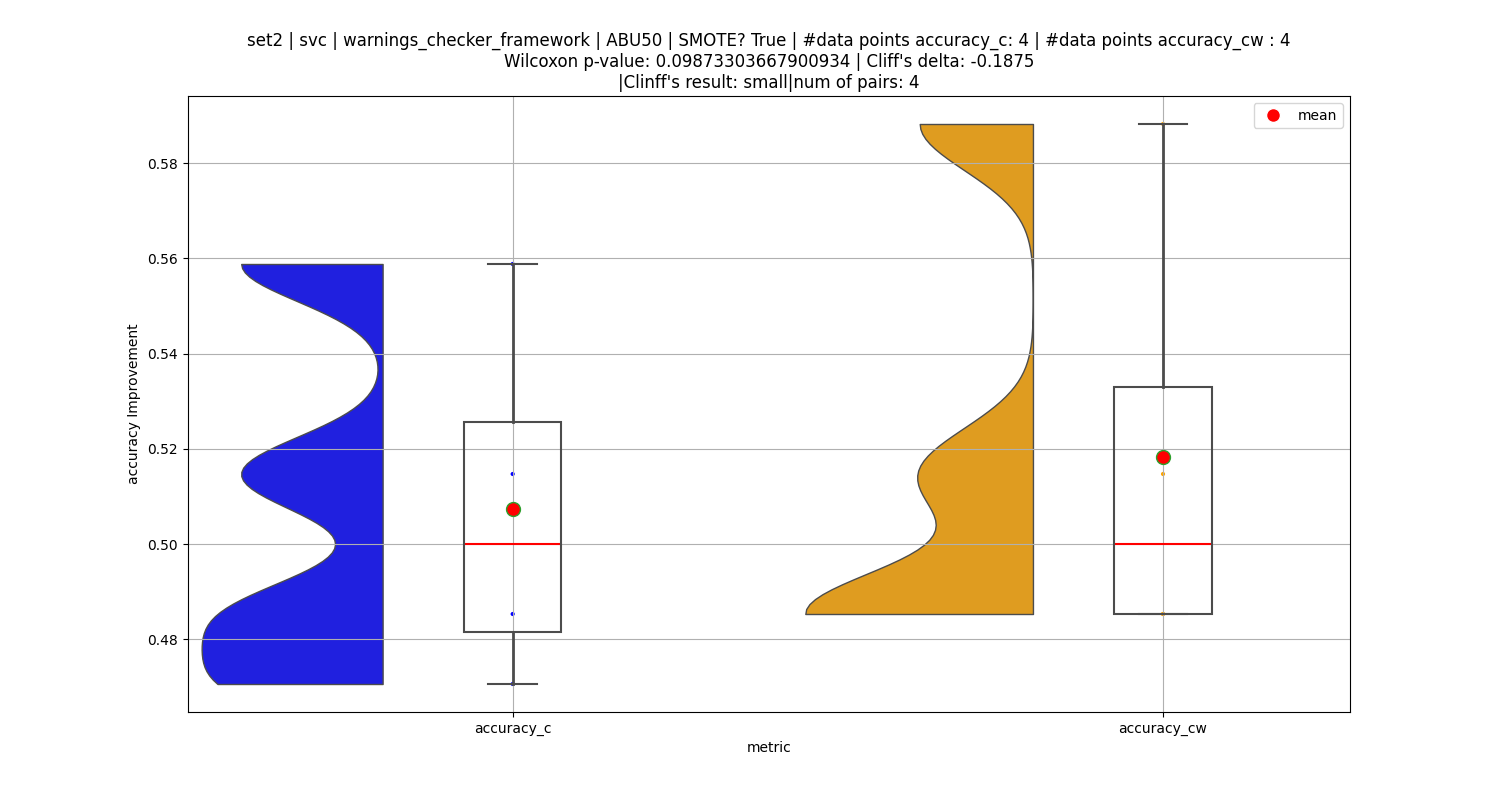 set2 | svc | warnings_checker_framework | ABU50 | SMOTE? True | #data points accuracy_c: 4 | #data points accuracy_cw : 4
Wilcoxon p-value: 0.09873303667900934 | Cliff's delta: -0.1875
|Clinff's result: small|num of pairs: 4
mean
0.58
0.56
0.54
0.52
0.50
0.48
accuracy Improvement
accuracy_c
accuracy_cw
metric